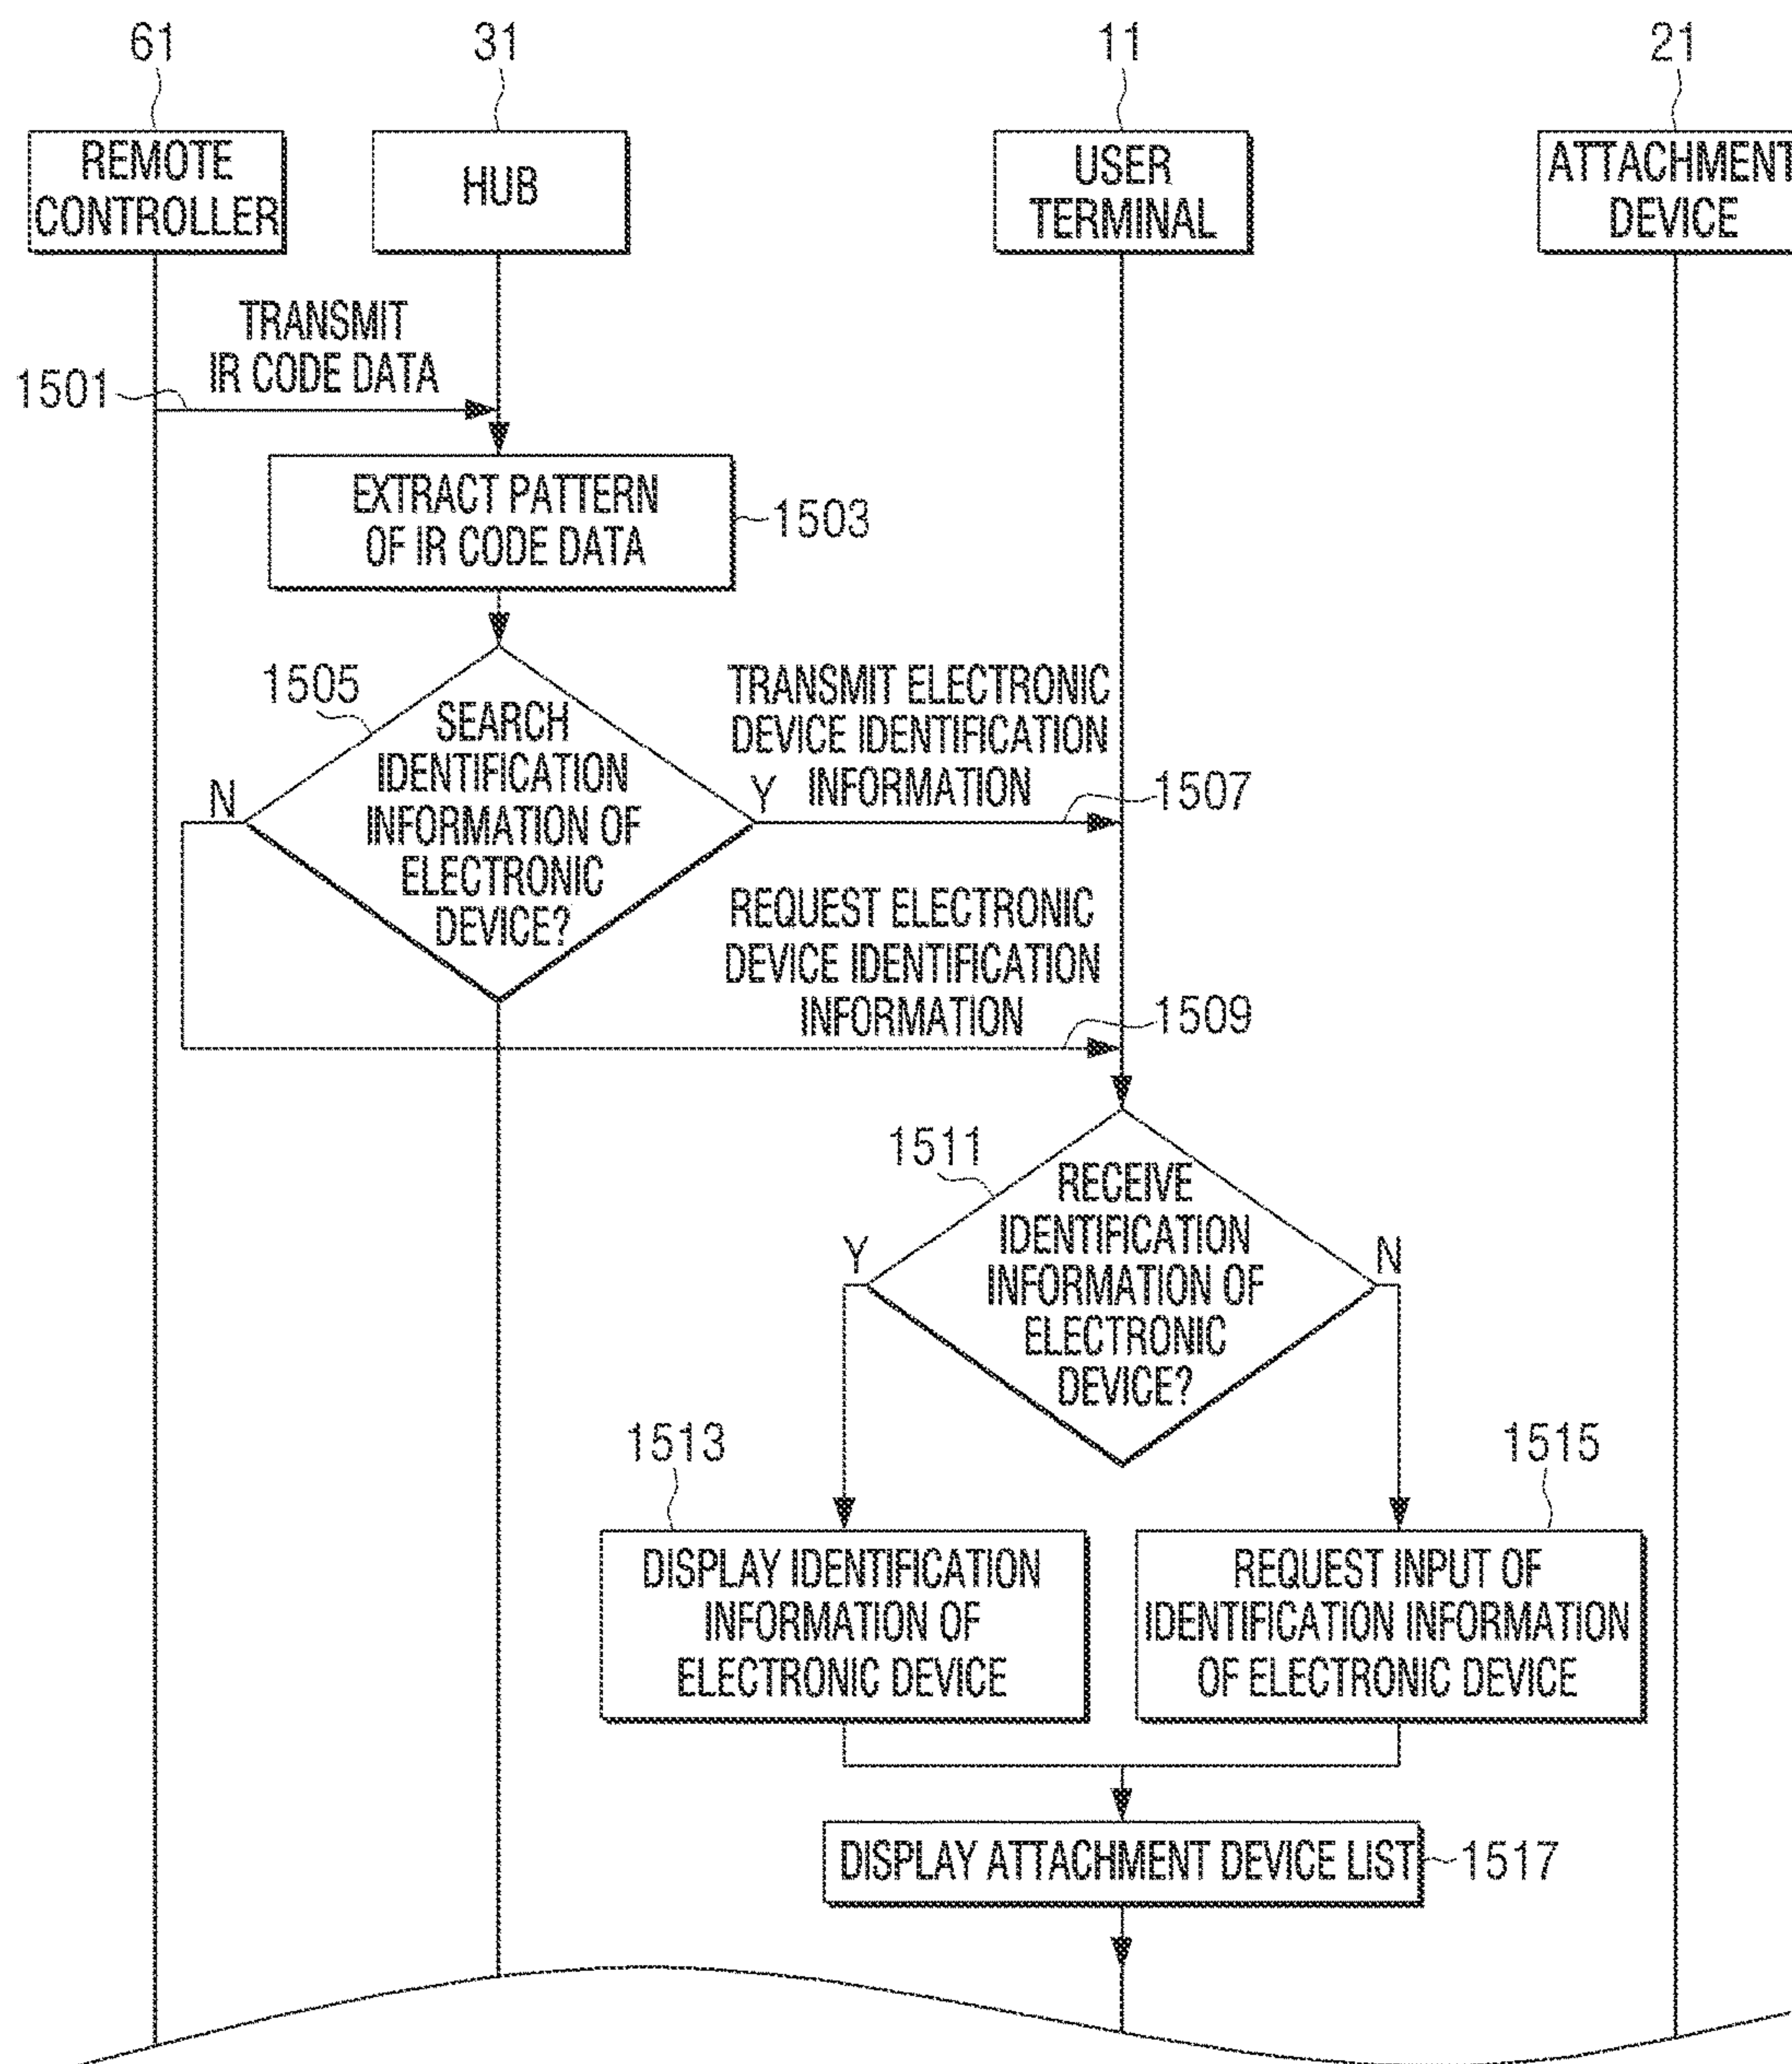 61
31
11
21
REMOTE
CONTROLLER
HUB
USER
TERMINAL
ATTACHMENT
DEVICE
TRANSMIT
IR CODE DATA
1501
EXTRACT PATTERN
OF IR CODE DATA
1503
1505
SEARCH
IDENTIFICATION
INFORMATION OF
ELECTRONIC
DEVICE?
N
Y
TRANSMIT ELECTRONIC
DEVICE IDENTIFICATION
INFORMATION
1507
REQUEST ELECTRONIC
DEVICE IDENTIFICATION
INFORMATION
1509
1511
RECEIVE
IDENTIFICATION
INFORMATION OF
ELECTRONIC
DEVICE?
Y
N
1513
DISPLAY IDENTIFICATION
INFORMATION OF
ELECTRONIC DEVICE
1515
REQUEST INPUT OF
IDENTIFICATION INFORMATION
OF ELECTRONIC DEVICE
DISPLAY ATTACHMENT DEVICE LIST
1517